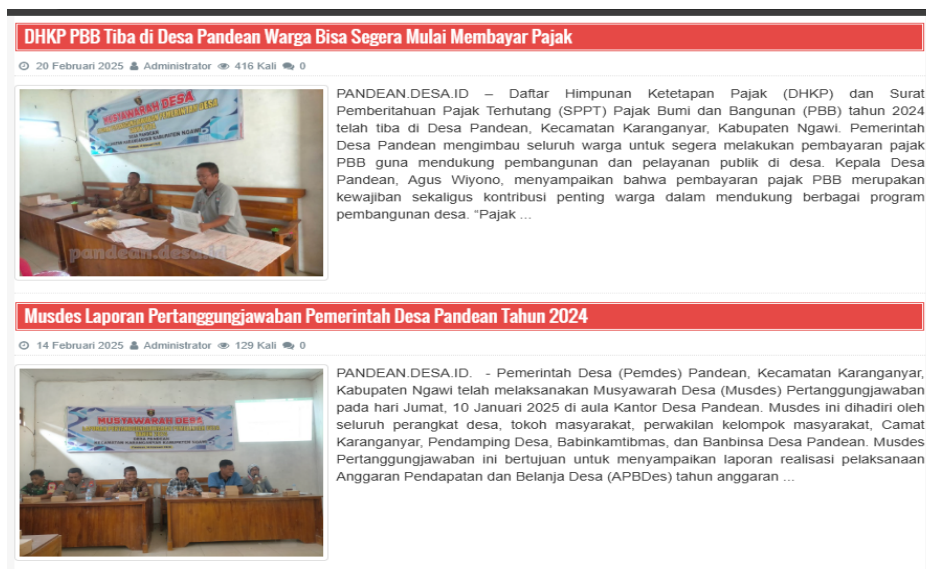 DHKP PBB Tiba di Desa Pandean Warga Bisa Segera Mulai Membayar Pajak
20 Februari 2025 Administrator 416 Kali 0
MUSYAWARAH DESA
pandean.desa.id
PANDEAN.DESA.ID – Daftar Himpunan Ketetapan Pajak (DHKP) dan Surat
Pemberitahuan Pajak Terhutang (SPPT) Pajak Bumi dan Bangunan (PBB) tahun 2024
telah tiba di Desa Pandean, Kecamatan Karanganyar, Kabupaten Ngawi. Pemerintah
Desa Pandean mengimbau seluruh warga untuk segera melakukan pembayaran pajak
PBB guna mendukung pembangunan dan pelayanan publik di desa. Kepala Desa
Pandean, Agus Wiyono, menyampaikan bahwa pembayaran pajak PBB merupakan
kewajiban sekaligus kontribusi penting warga dalam mendukung berbagai program
pembangunan desa. “Pajak ...
Musdes Laporan Pertanggungjawaban Pemerintah Desa Pandean Tahun 2024
14 Februari 2025 Administrator 129 Kali 0
MUSYAWARAH DESA
PANDEAN.DESA.ID. - Pemerintah Desa (Pemdes) Pandean, Kecamatan Karanganyar,
Kabupaten Ngawi telah melaksanakan Musyawarah Desa (Musdes) Pertanggungjawaban
pada hari Jumat, 10 Januari 2025 di aula Kantor Desa Pandean. Musdes ini dihadiri oleh
seluruh perangkat desa, tokoh masyarakat, perwakilan kelompok masyarakat, Camat
Karanganyar, Pendamping Desa, Babinkamtibmas, dan Banbinsa Desa Pandean. Musdes
Pertanggungjawaban ini bertujuan untuk menyampaikan laporan realisasi pelaksanaan
Anggaran Pendapatan dan Belanja Desa (APBDes) tahun anggaran ...